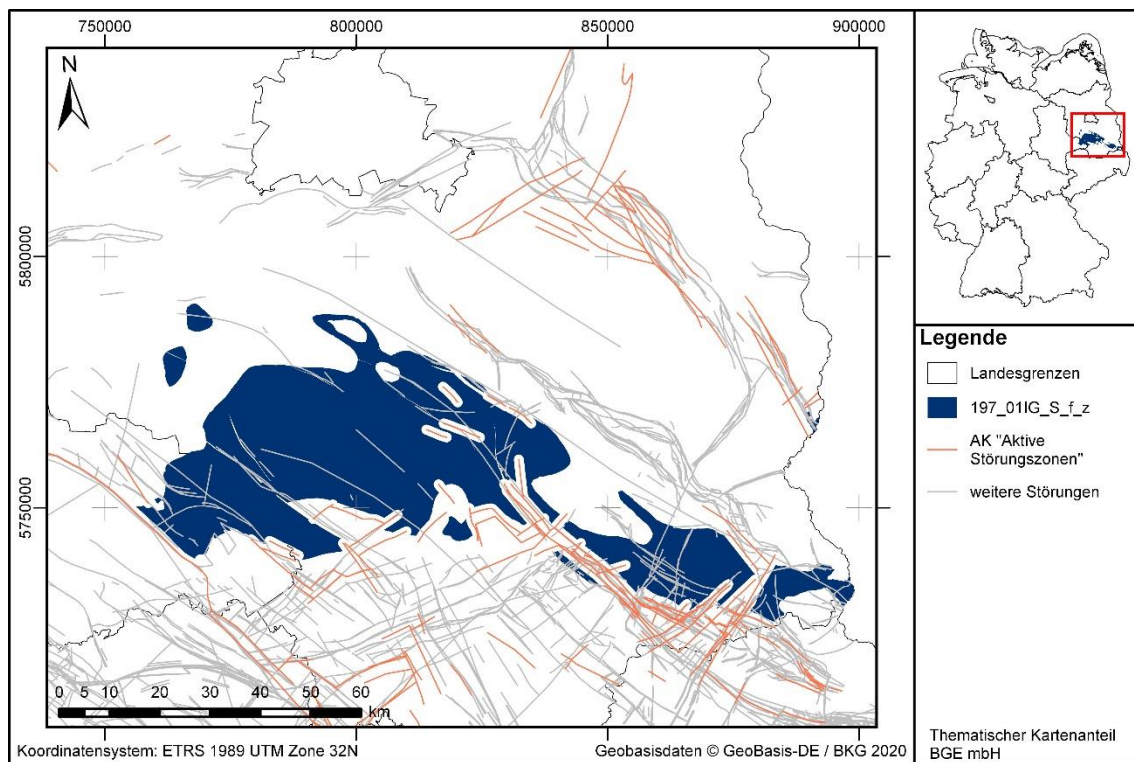 750000
800000
850000
900000
N
5800000
5750000
0 5 10 20 30 40 50 60
km
Koordinatensystem: ETRS 1989 UTM Zone 32N
Geobasisdaten © GeoBasis-DE / BKG 2020
Legende
Landesgrenzen
197_01IG_S_f_z
AK "Aktive
Störungszonen"
weitere Störungen
Thematischer Kartenanteil
BGE mbH